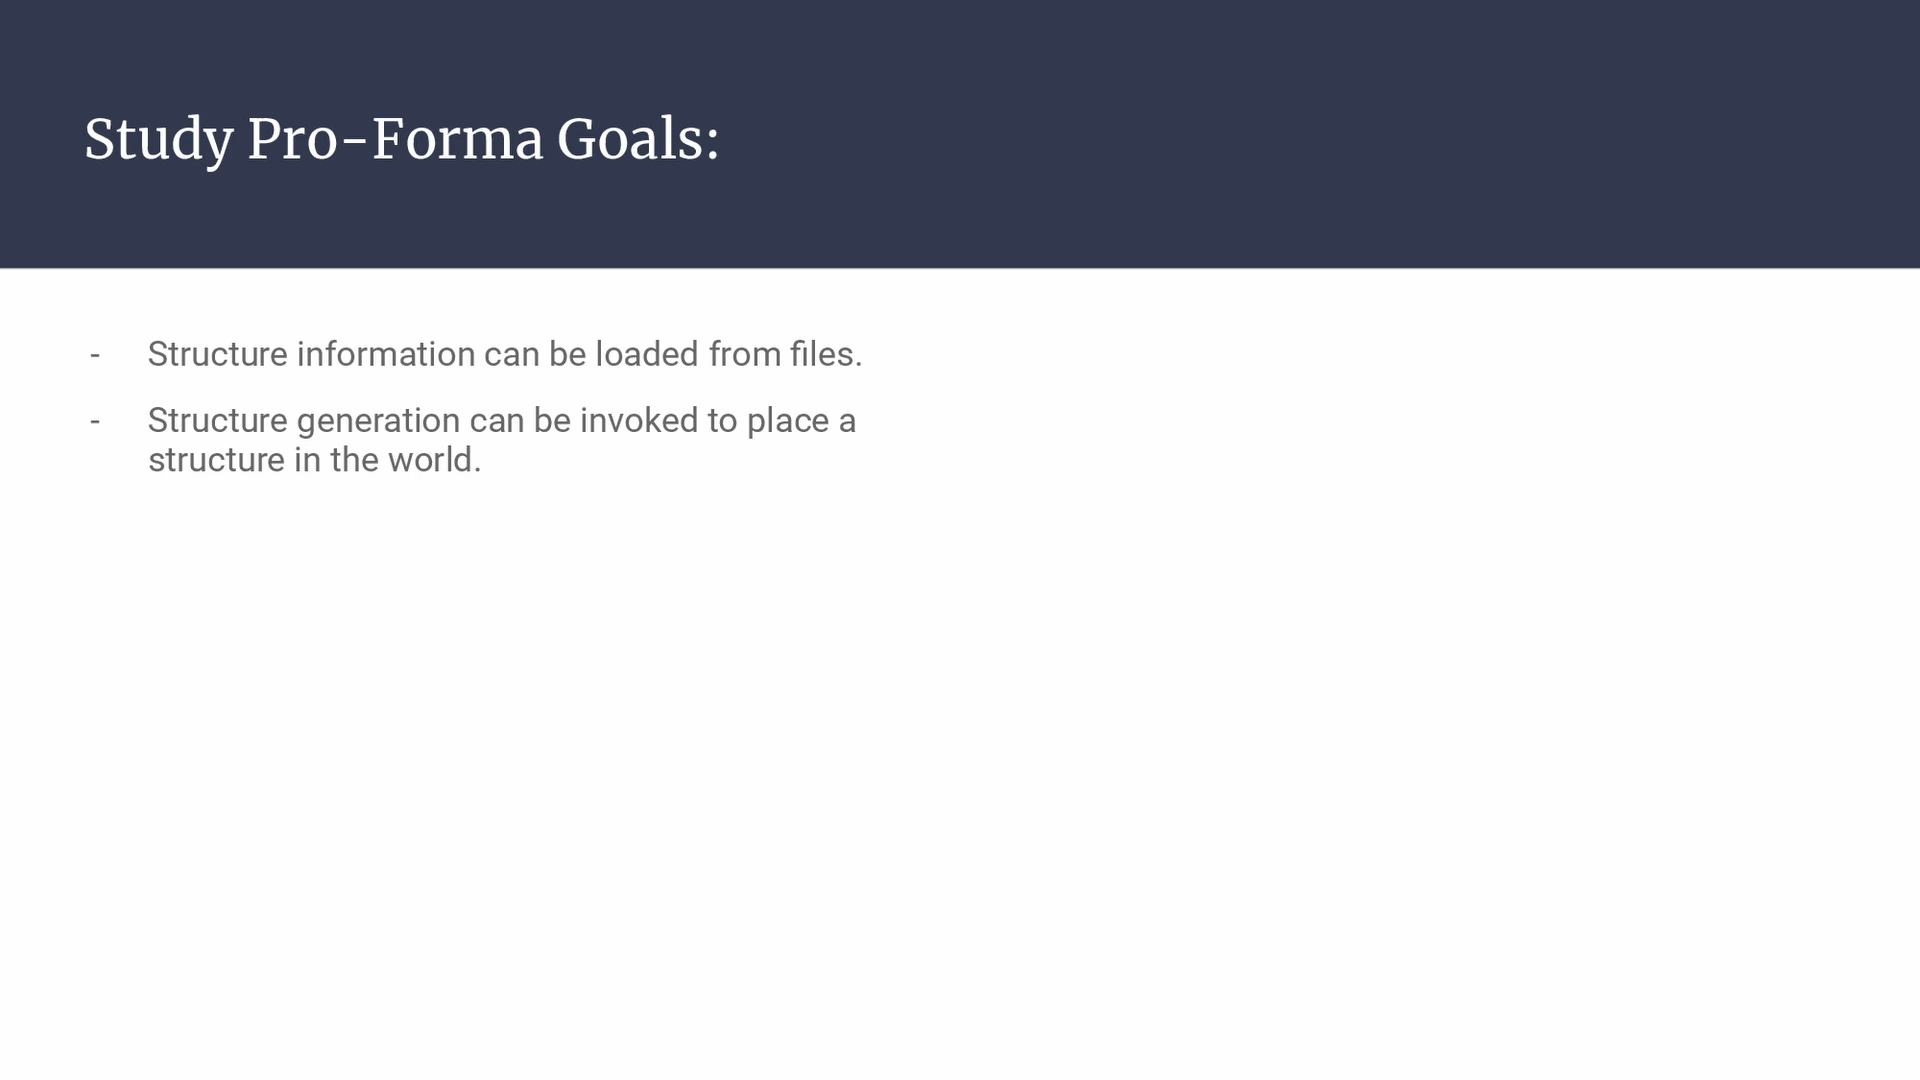 Study Pro-Forma Goals:
- Structure information can be loaded from files.
- Structure generation can be invoked to place a
structure in the world.